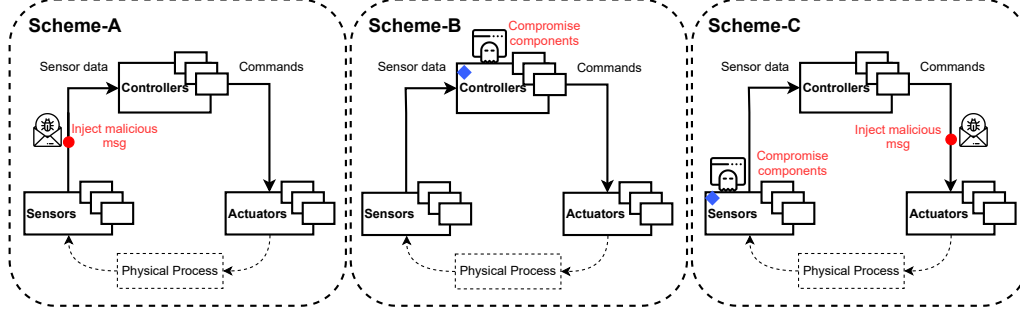 Scheme-A
Sensor data
Commands
Controllers
Inject malicious
msg
Sensors
Actuators
Physical Process
Scheme-B
Compromise
components
Sensor data
Commands
Controllers
Sensors
Actuators
Physical Process
Scheme-C
Sensor data
Commands
Controllers
Inject malicious
msg
Compromise
components
Sensors
Actuators
Physical Process